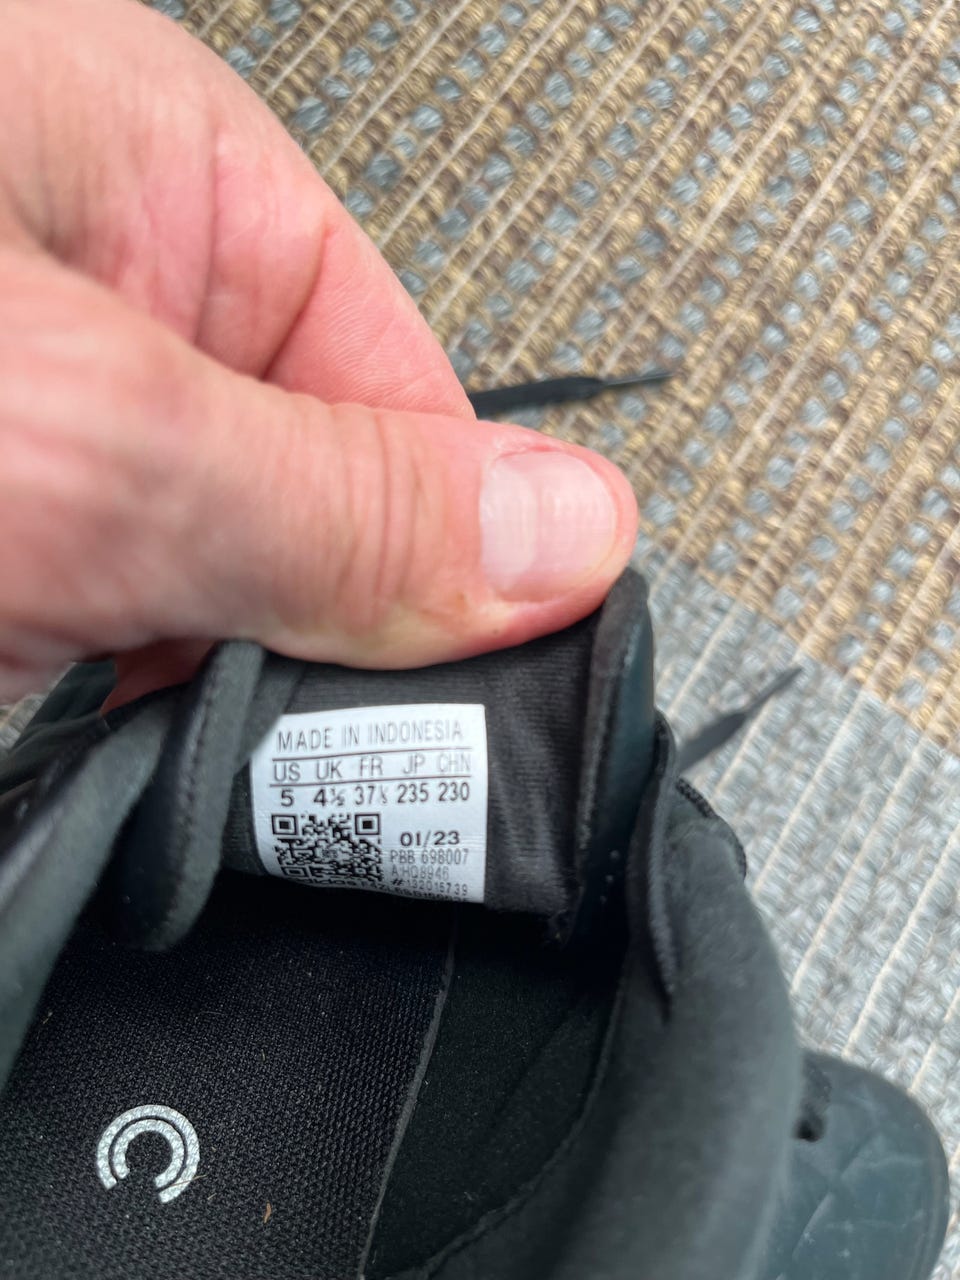 MADE IN INDONESIA
US UK FR JP CHN
5 4½ 37⅓ 235 230
01/23
PBB 698007
A:HQ8946